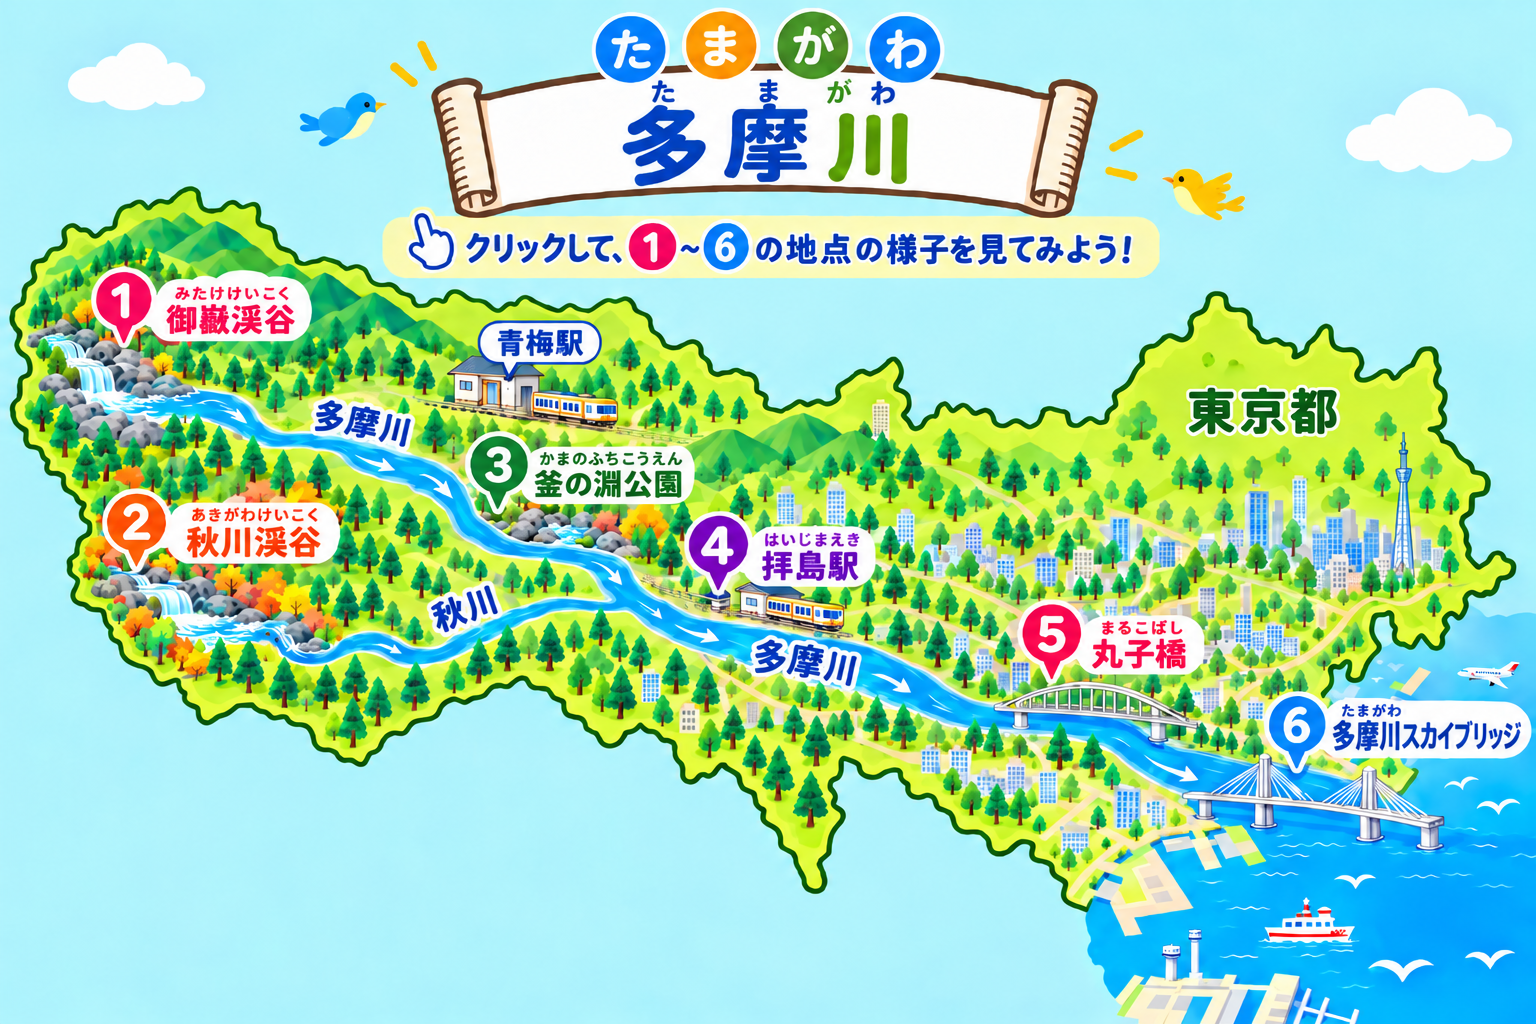 たまがわ
た ま が わ
多摩川
クリックして、1~6の地点の様子を見てみよう!
1
みたけけいこく
御嶽渓谷
青梅駅
東京都
多摩川
3
かまのふちこうえん
釜の淵公園
2
あきがわけいこく
秋川渓谷
4
はいじまえき
拝島駅
秋川
多摩川
5
まるこばし
丸子橋
6
たまがわ
多摩川スカイブリッジ